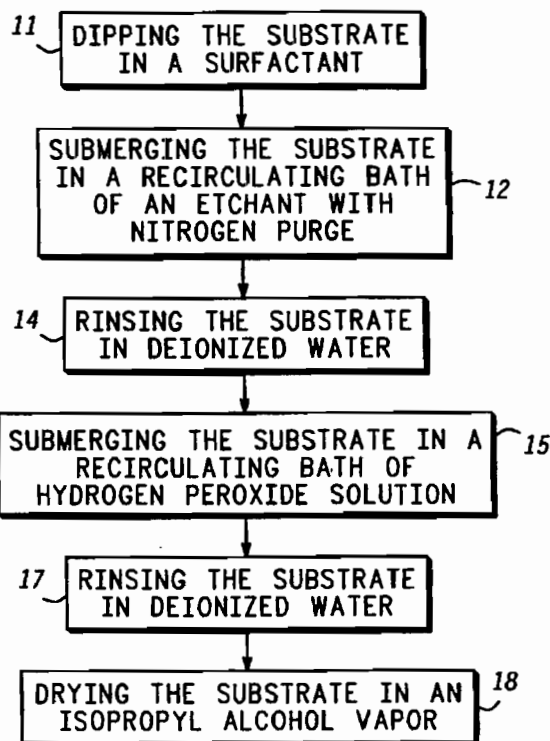 11
DIPPING THE SUBSTRATE
IN A SURFACTANT
SUBMERGING THE SUBSTRATE
IN A RECIRCULATING BATH
OF AN ETCHANT WITH
NITROGEN PURGE
12
14
RINSING THE SUBSTRATE
IN DEIONIZED WATER
SUBMERGING THE SUBSTRATE IN A
RECIRCULATING BATH OF
HYDROGEN PEROXIDE SOLUTION
15
17
RINSING THE SUBSTRATE
IN DEIONIZED WATER
DRYING THE SUBSTRATE IN AN
ISOPROPYL ALCOHOL VAPOR
18